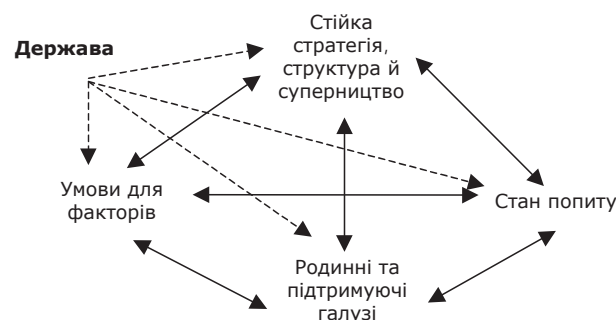 Держава
Стійка
стратегія,
структура й
суперництво
Умови для
факторів
Стан попиту
Родинні та
підтримуючі
галузі